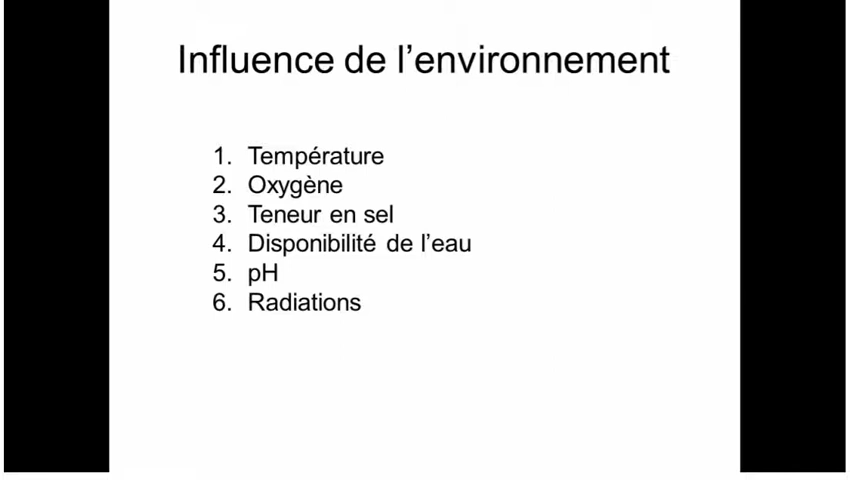 Influence de l’environnement
1. Température
2. Oxygène
3. Teneur en sel
4. Disponibilité de l’eau
5. pH
6. Radiations